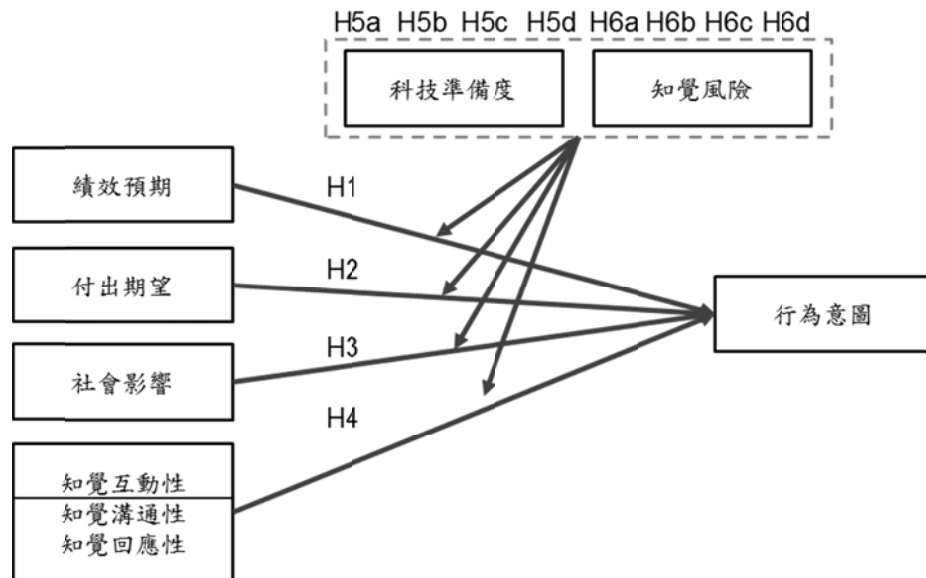 H5a H5b H5c H5d H6a H6b H6c H6d
科技準備度
知覺風險
績效預期
H1
付出期望
H2
行為意圖
社會影響
H3
H4
知覺互動性
知覺溝通性
知覺回應性